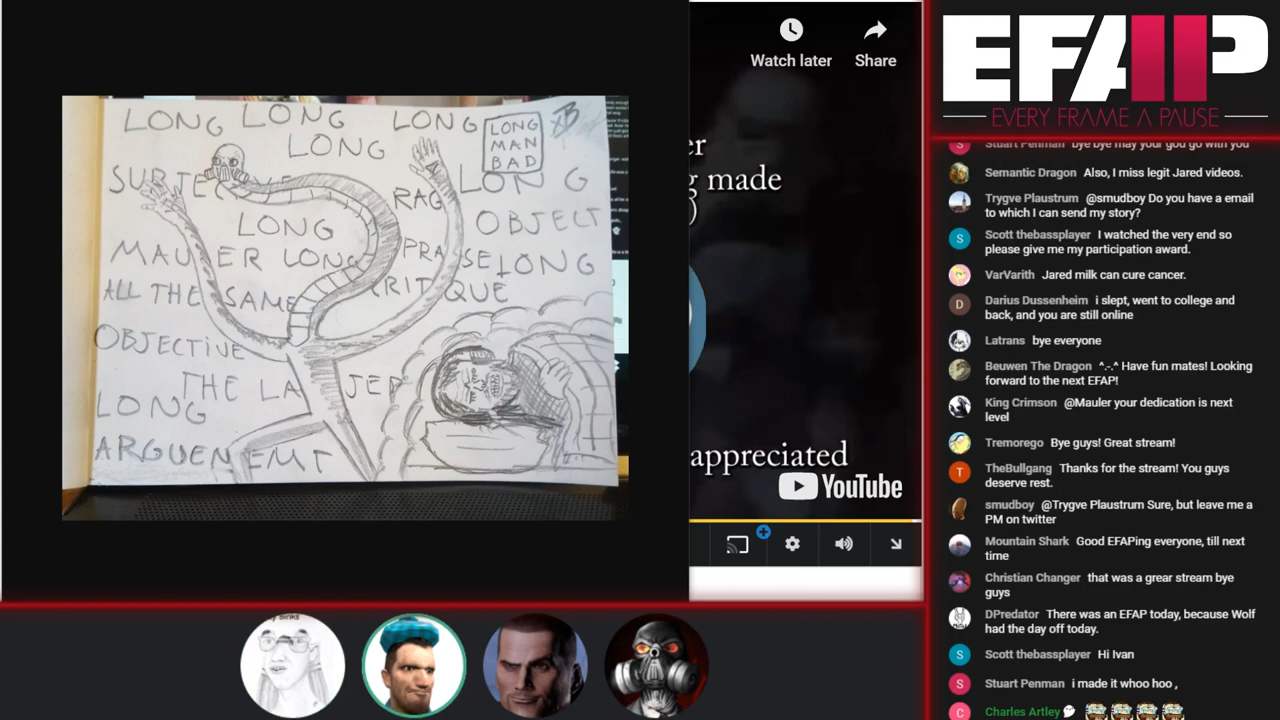 LONG LONG LONG
LONG
LONG
MAN
BAD
LONG
RAG
LONG
OBJECT
MAUER LONG
PRA SE LONG
ALL THE SAME
RIT QUE
OBJECTIVE
THE LA JER
LONG
ARGUEN EMT
Watch later
Share
er
g made
)
appreciated
YouTube
EFAP
EVERY FRAME A PAUSE
Stuart Penman bye bye may your god go with you
Semantic Dragon Also, I miss legit Jared videos.
Trygve Plaustrum @smudboy Do you have a email
to which I can send my story?
Scott thebassplayer I watched the very end so
please give me my participation award.
VarVarith Jared milk can cure cancer.
Darius Dussenheim i slept, went to college and
back, and you are still online
Latrans bye everyone
Beuwen The Dragon ^.-.^ Have fun mates! Looking
forward to the next EFAP!
King Crimson @Mauler your dedication is next
level
Tremorego Bye guys! Great stream!
TheBullgang Thanks for the stream! You guys
deserve rest.
smudboy @Trygve Plaustrum Sure, but leave me a
PM on twitter
Mountain Shark Good EFAPing everyone, till next
time
Christian Changer that was a grear stream bye
guys
DPredator There was an EFAP today, because Wolf
had the day off today.
Scott thebassplayer Hi Ivan
Stuart Penman i made it whoo hoo ,
Charles Artley